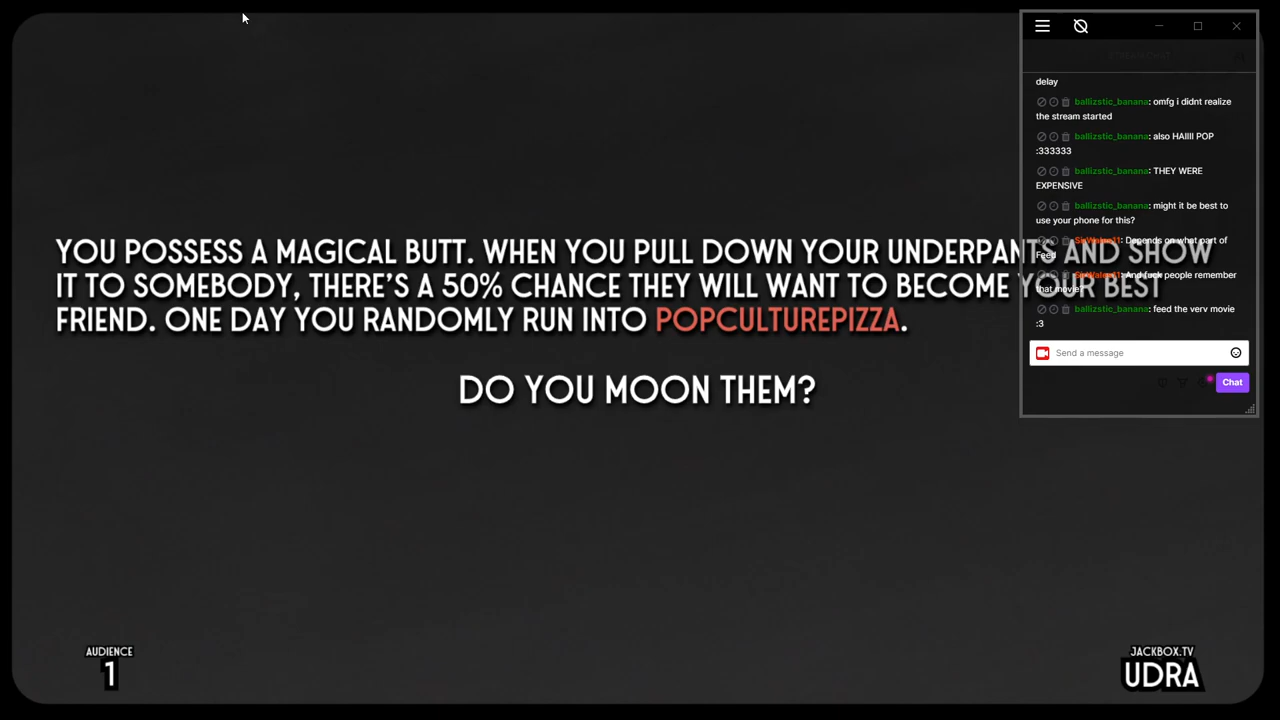 YOU POSSESS A MAGICAL BUTT. WHEN YOU PULL DOWN YOUR UNDERPANTS AND SHOW
IT TO SOMEBODY, THERE'S A 50% CHANCE THEY WILL WANT TO BECOME YOUR BEST
FRIEND. ONE DAY YOU RANDOMLY RUN INTO POPCULTUREPIZZA.
DO YOU MOON THEM?
AUDIENCE
1
JACKBOX.TV
UDRA
delay
ballizstic_banana: omfg i didnt realize
the stream started
ballizstic_banana: also HAIIII POP
:333333
ballizstic_banana: THEY WERE
EXPENSIVE
ballizstic_banana: might it be best to
use your phone for this?
Depends on what part of
Feed
And fuck people remember
that movie?
ballizstic_banana: feed the verv movie
:3
Send a message
Chat